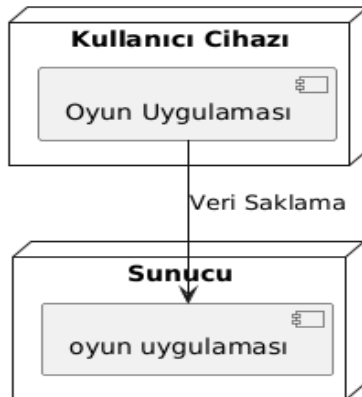 Kullanıcı Cihazı
Oyun Uygulaması
Veri Saklama
Sunucu
oyun uygulaması